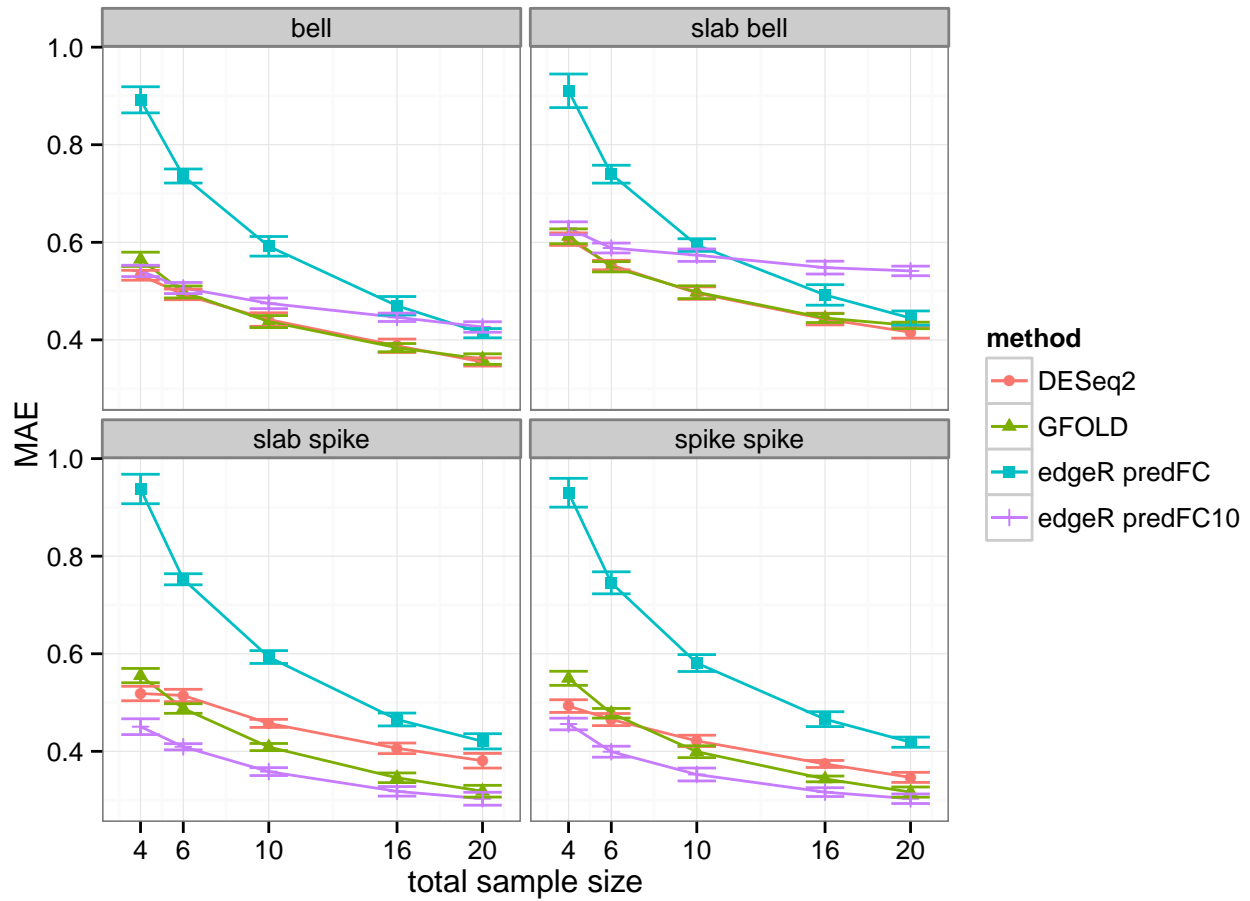 bell
slab bell
1.0
0.8
0.6
0.4
MAE
slab spike
spike spike
1.0
0.8
0.6
0.4
4 6 10 16 20
4 6 10 16 20
total sample size
method
DESeq2
GFOLD
edgeR predFC
edgeR predFC10